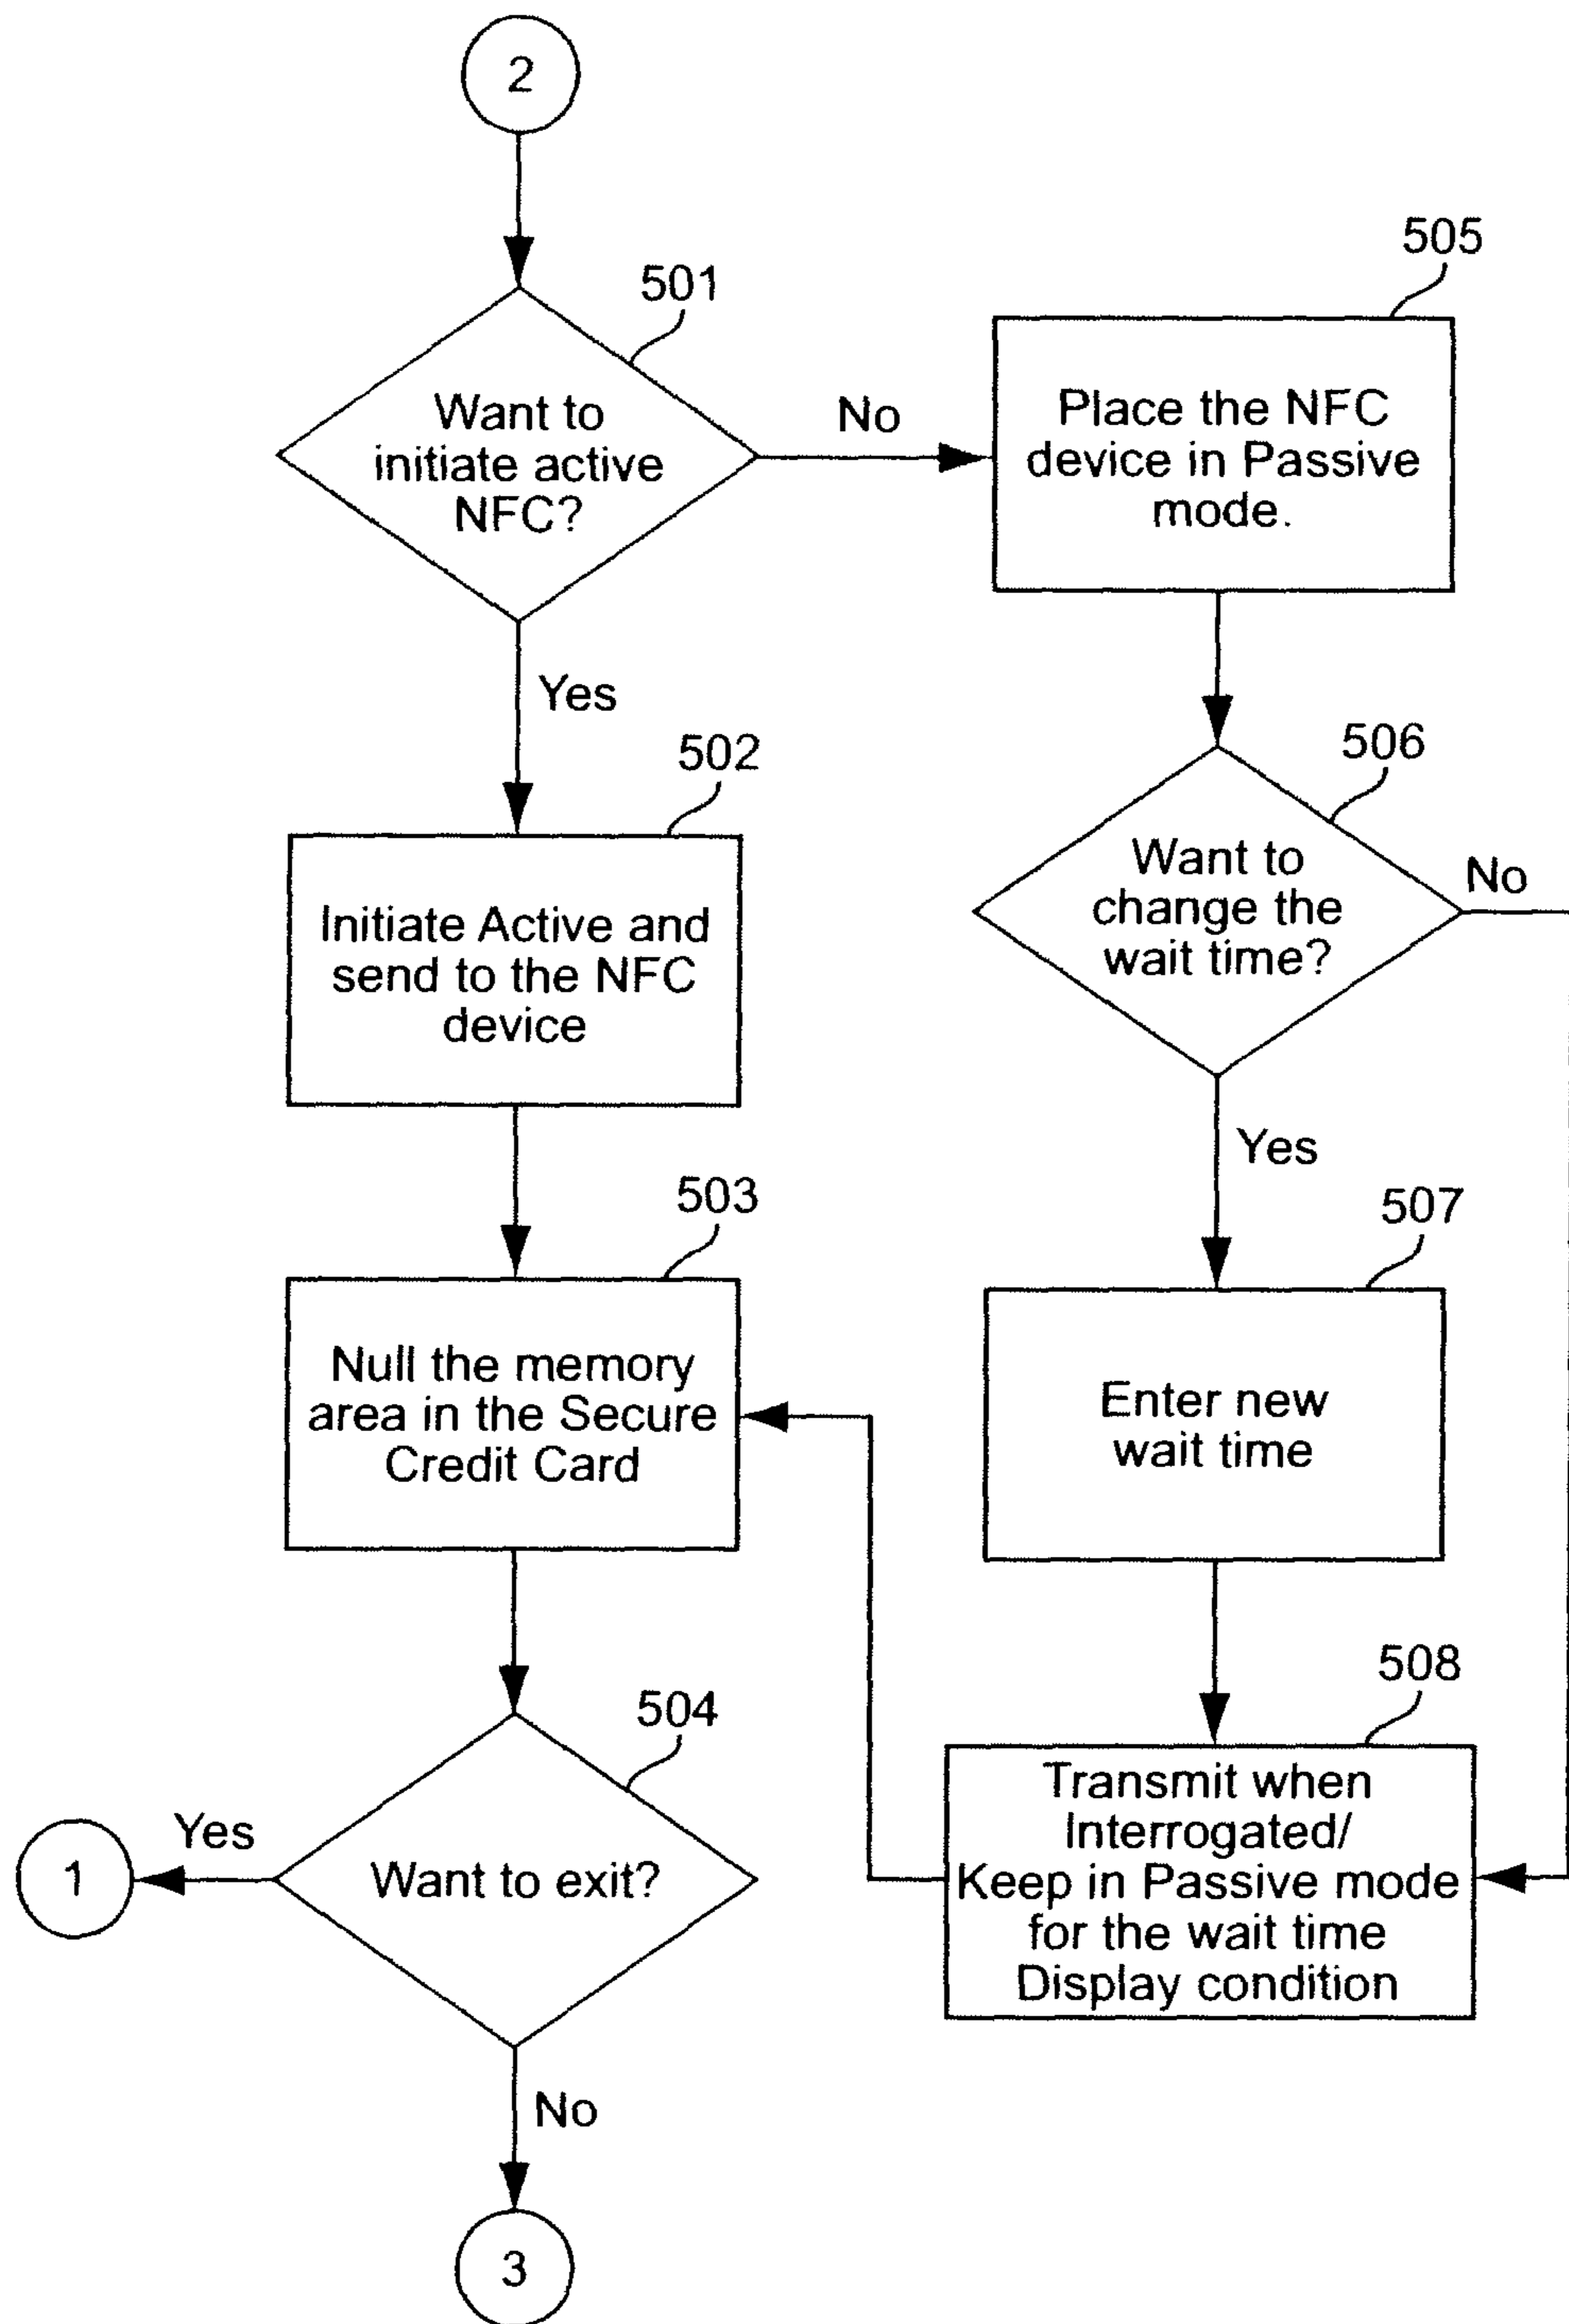 2
501
Want to
initiate active
NFC?
No
505
Place the NFC
device in Passive
mode.
Yes
502
Initiate Active and
send to the NFC
device
506
Want to
change the
wait time?
No
Yes
503
Null the memory
area in the Secure
Credit Card
507
Enter new
wait time
504
Want to exit?
Yes
1
508
Transmit when
Interrogated/
Keep in Passive mode
for the wait time
Display condition
No
3